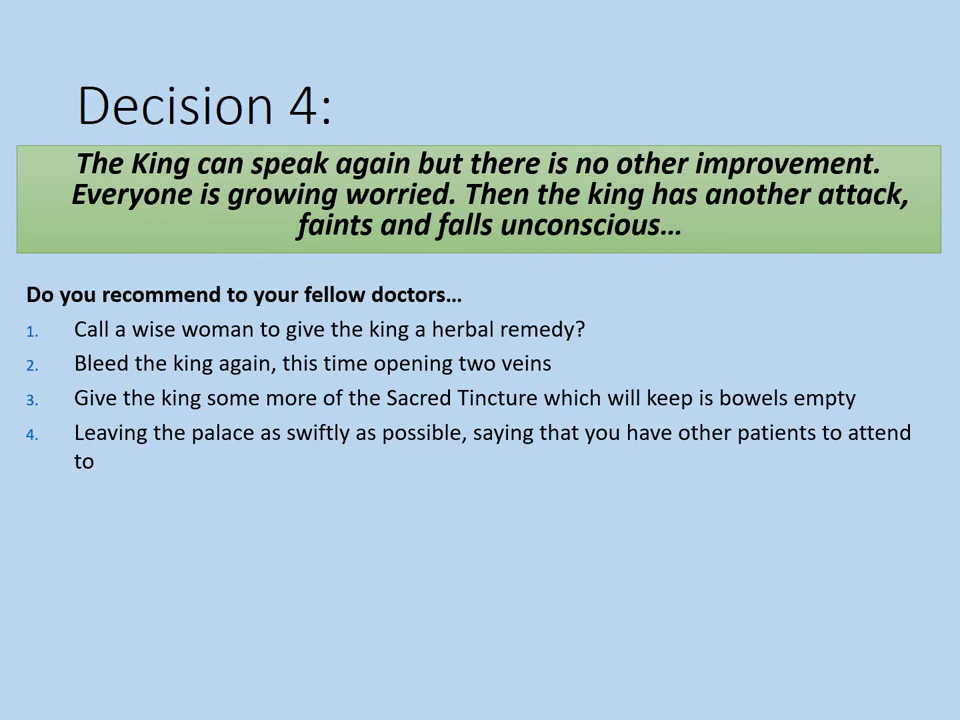 Decision 4:
The King can speak again but there is no other improvement.
Everyone is growing worried. Then the king has another attack,
faints and falls unconscious…
Do you recommend to your fellow doctors…
1. Call a wise woman to give the king a herbal remedy?
2. Bleed the king again, this time opening two veins
3. Give the king some more of the Sacred Tincture which will keep is bowels empty
4. Leaving the palace as swiftly as possible, saying that you have other patients to attend
to